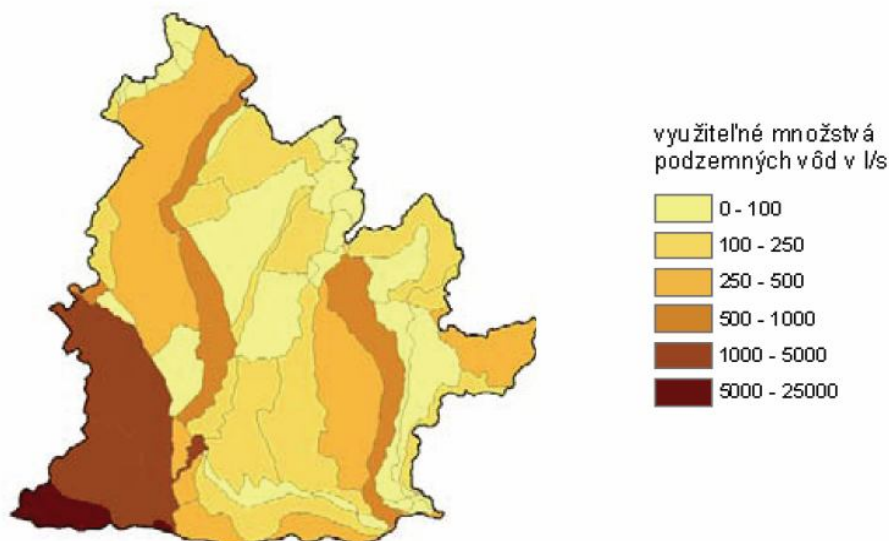 využiteľné množstvá
podzemných vôd v l/s
0 - 100
100 - 250
250 - 500
500 - 1000
1000 - 5000
5000 - 25000